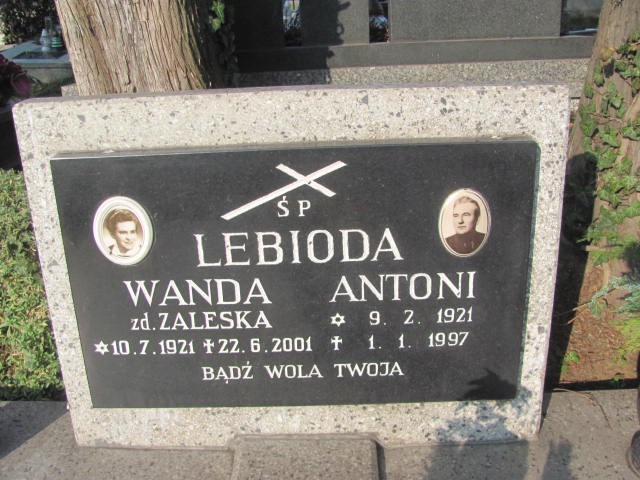 ŚP
LEBIODA
WANDA ANTONI
zd. ZALESKA ✡ 9. 2. 1921
✡ 10. 7. 1921 ✝ 22. 6. 2001 ✝ 1. 1. 1997
BĄDŹ WOLA TWOJA